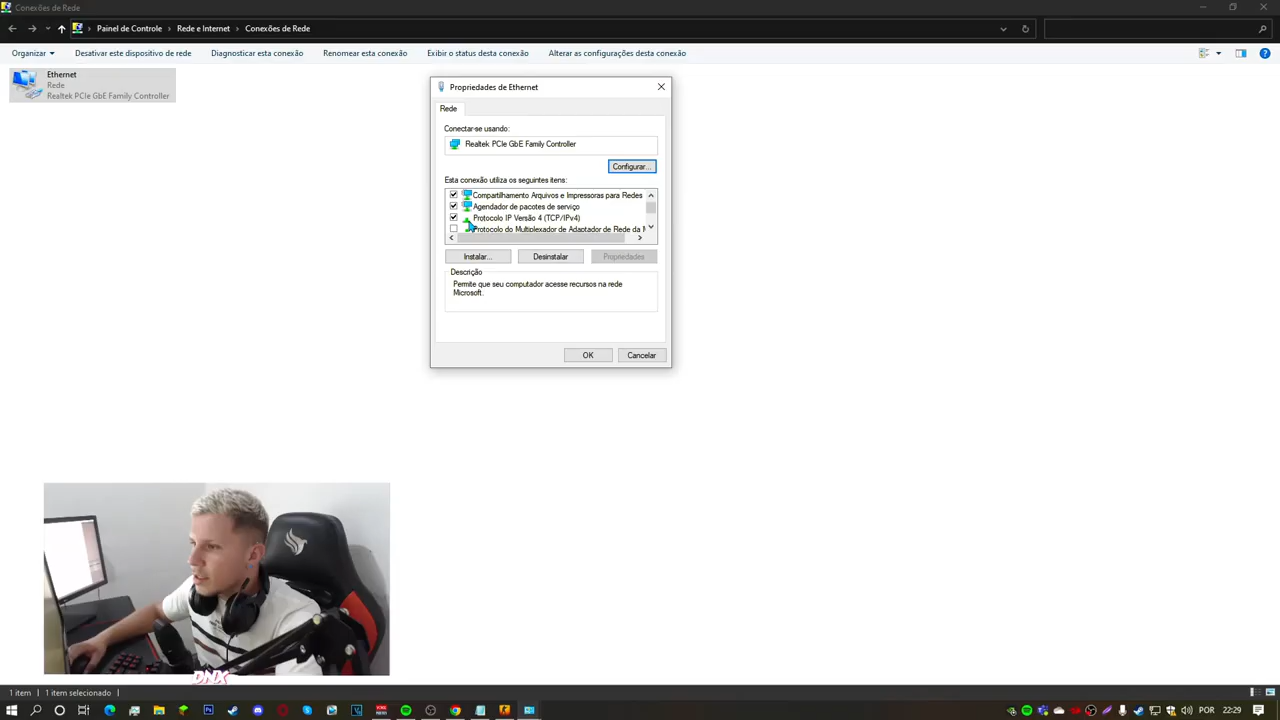 Conexões de Rede
Painel de Controle
Rede e Internet
Conexões de Rede
Organizar
Desativar este dispositivo de rede
Diagnosticar esta conexão
Renomear esta conexão
Exibir o status desta conexão
Alterar as configurações desta conexão
Ethernet
Rede
Realtek PCIe GbE Family Controller
Propriedades de Ethernet
Rede
Conectar-se usando:
Realtek PCIe GbE Family Controller
Configurar...
Esta conexão utiliza os seguintes itens:
Compartilhamento Arquivos e Impressoras para Redes
Agendador de pacotes de serviço
Protocolo IP Versão 4 (TCP/IPv4)
Protocolo do Multiplexador de Adaptador de Rede da
Instalar...
Desinstalar
Propriedades
Descrição
Permite que seu computador acesse recursos na rede
Microsoft.
OK
Cancelar
DNX
1 item
1 item selecionado
POR
22:29